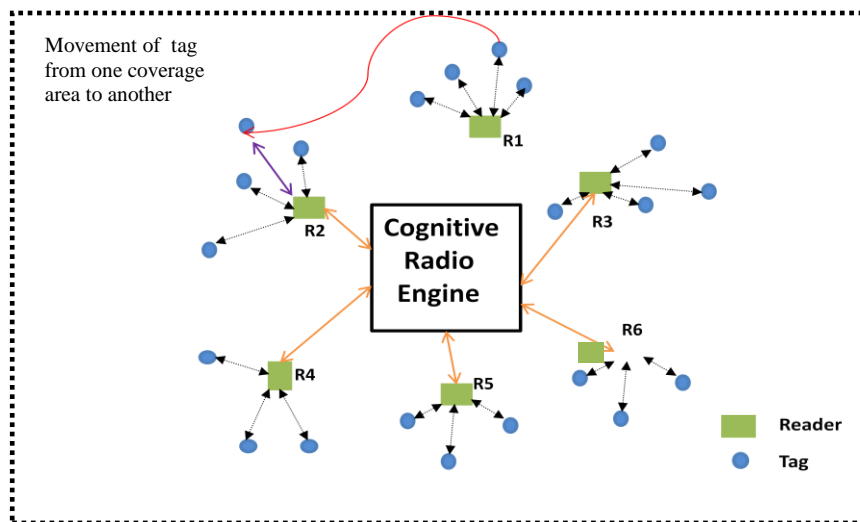 Movement of tag
from one coverage
area to another
R1
R2
R3
Cognitive
Radio
Engine
R4
R5
R6
Reader
Tag